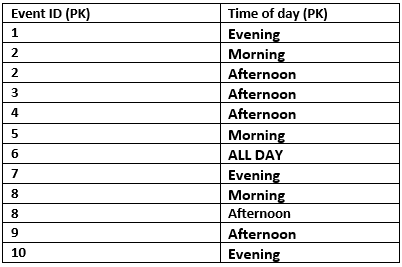 Event ID (PK) Time of day (PK)
1 Evening
2 Morning
2 Afternoon
3 Afternoon
4 Afternoon
5 Morning
6 ALL DAY
7 Evening
8 Morning
8 Afternoon
9 Afternoon
10 Evening